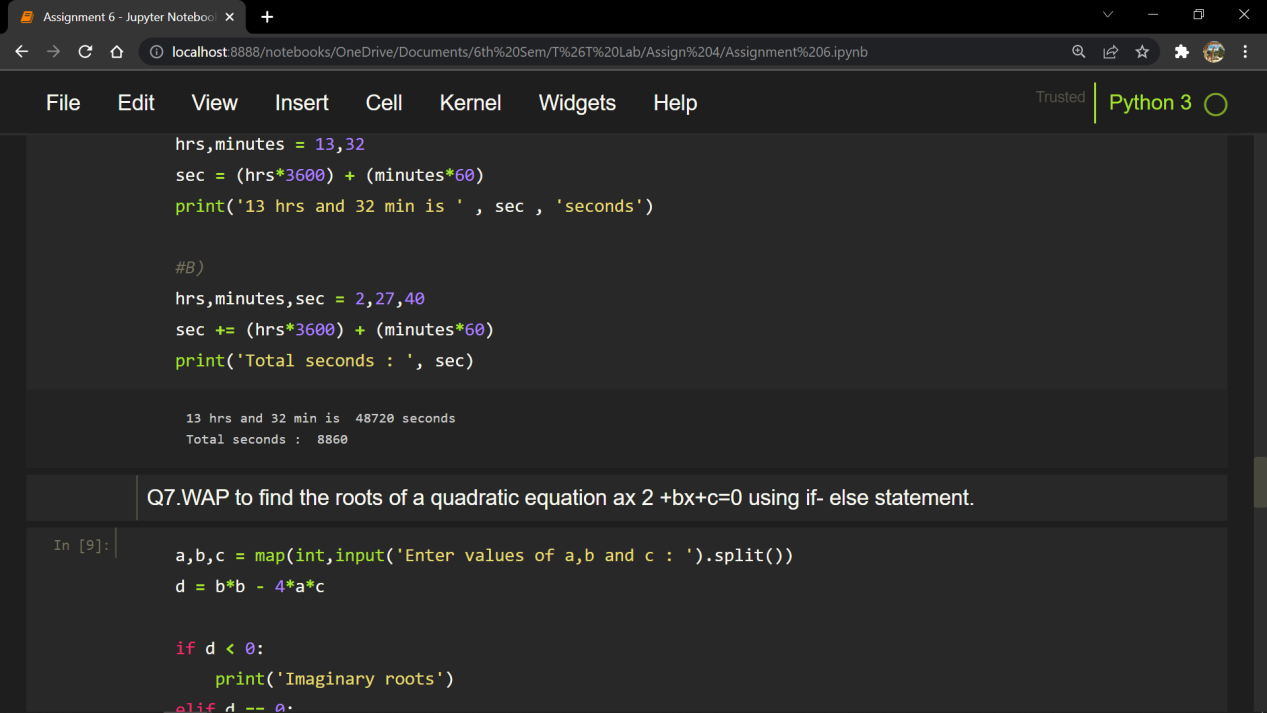 Assignment 6 - Jupyter Noteboo
localhost:8888/notebooks/OneDrive/Documents/6th%20Sem/T%26T%20Lab/Assign%204/Assignment%206.ipynb
File Edit View Insert Cell Kernel Widgets Help Trusted Python 3
hrs,minutes = 13,32
sec = (hrs*3600) + (minutes*60)
print('13 hrs and 32 min is ' , sec , 'seconds')
#B)
hrs,minutes,sec = 2,27,40
sec += (hrs*3600) + (minutes*60)
print('Total seconds : ', sec)
13 hrs and 32 min is  48720 seconds
Total seconds :  8860
Q7.WAP to find the roots of a quadratic equation ax 2 +bx+c=0 using if- else statement.
In [9]:
a,b,c = map(int,input('Enter values of a,b and c : ').split())
d = b*b - 4*a*c
if d < 0:
    print('Imaginary roots')
elif d == 0: